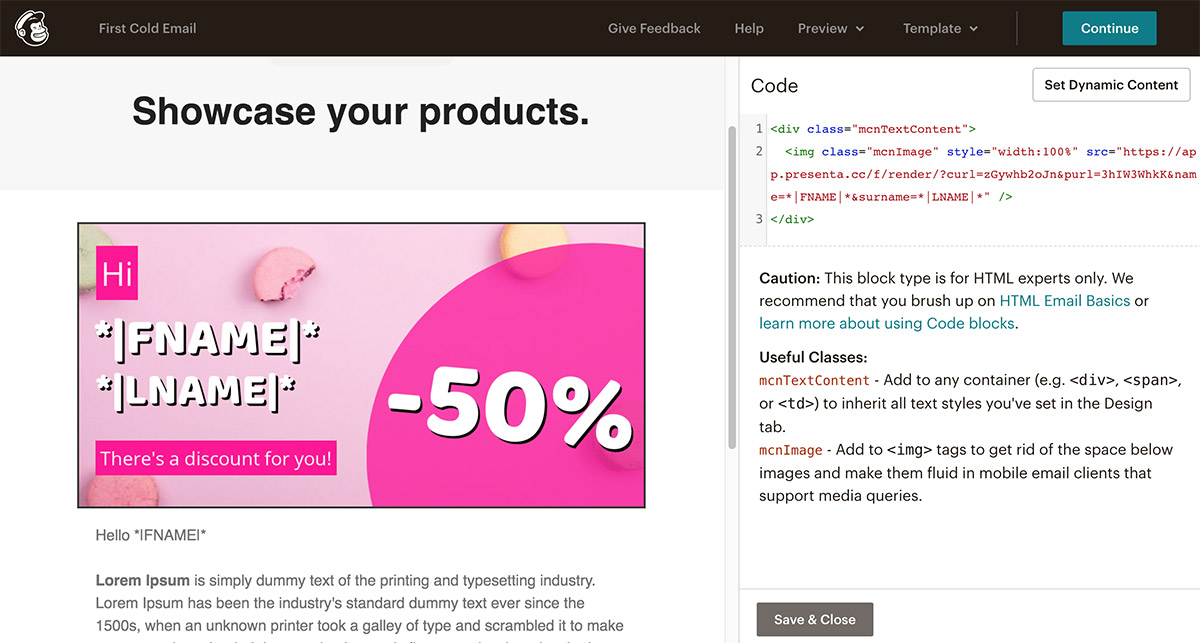 First Cold Email
Give Feedback
Help
Preview
Template
Continue
Showcase your products.
Hi
*|FNAME|*
*|LNAME|*
-50%
There's a discount for you!
Hello *|FNAME|*
Lorem Ipsum is simply dummy text of the printing and typesetting industry.
Lorem Ipsum has been the industry's standard dummy text ever since the
1500s, when an unknown printer took a galley of type and scrambled it to make
Code
Set Dynamic Content
1 <div class="mcnTextContent">
2 <img class="mcnImage" style="width:100%" src="https://ap
p.presenta.cc/f/render/?curl=zGywhb2oJn&purl=3hIW3WhkK&nam
e=*|FNAME|*&surname=*|LNAME|*" />
3 </div>
Caution: This block type is for HTML experts only. We
recommend that you brush up on HTML Email Basics or
learn more about using Code blocks.
Useful Classes:
mcnTextContent - Add to any container (e.g. <div>, <span>,
or <td>) to inherit all text styles you've set in the Design
tab.
mcnImage - Add to <img> tags to get rid of the space below
images and make them fluid in mobile email clients that
support media queries.
Save & Close